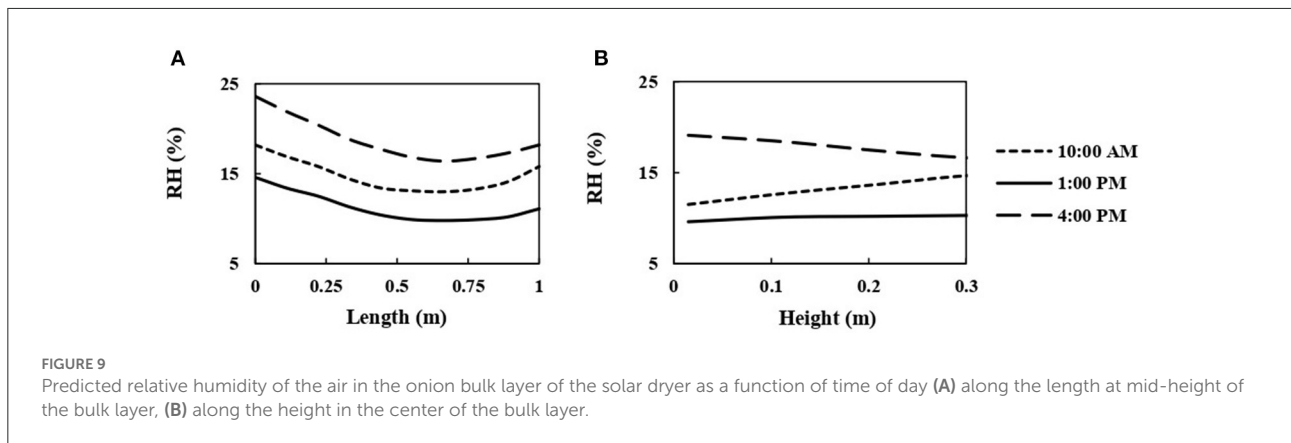 A
25
15
5
RH (%)
0 0.25 0.5 0.75 1
Length (m)
B
25
15
5
RH (%)
0 0.1 0.2 0.3
Height (m)
10:00 AM
1:00 PM
4:00 PM
FIGURE 9
Predicted relative humidity of the air in the onion bulk layer of the solar dryer as a function of time of day (A) along the length at mid-height of
the bulk layer, (B) along the height in the center of the bulk layer.